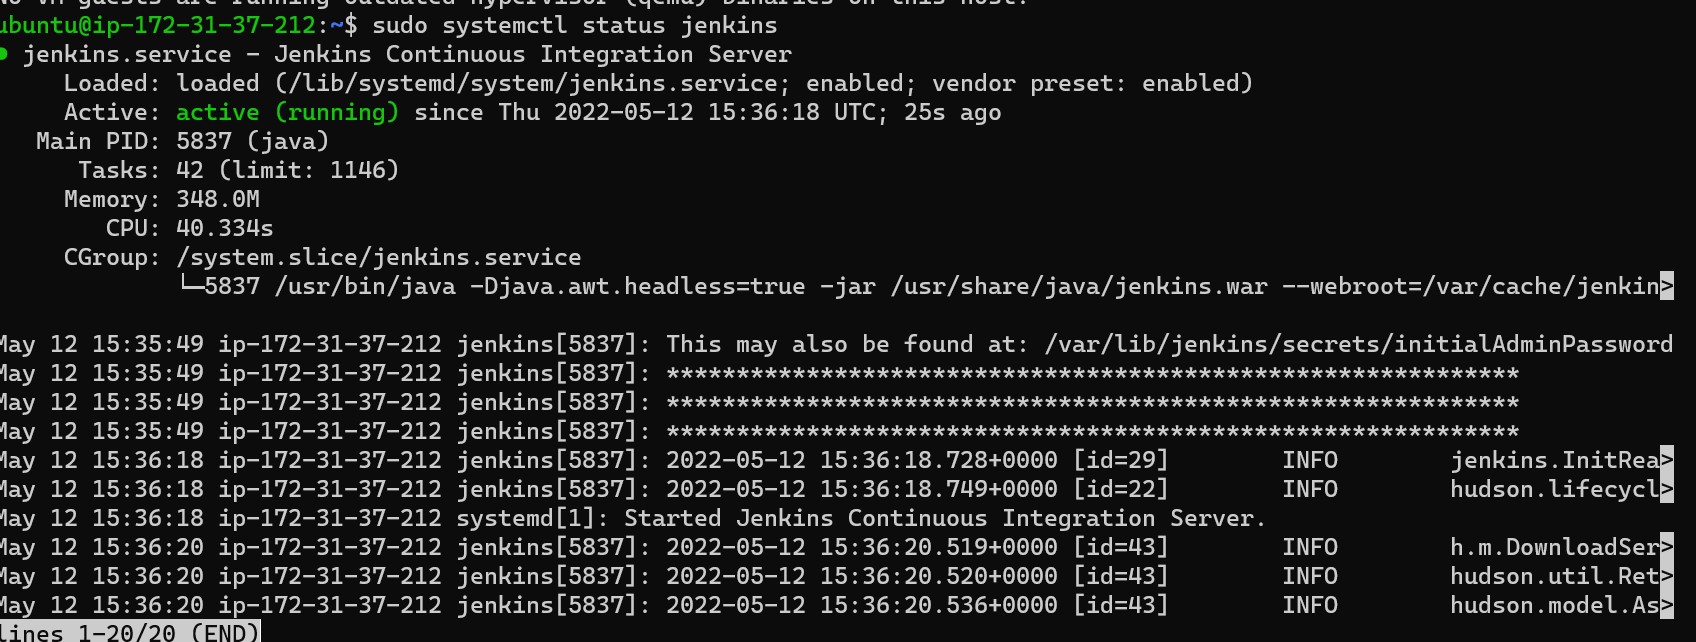 No VM guests are running outdated hypervisor (qemu) binaries on this host.
ubuntu@ip-172-31-37-212:~$ sudo systemctl status jenkins
● jenkins.service - Jenkins Continuous Integration Server
     Loaded: loaded (/lib/systemd/system/jenkins.service; enabled; vendor preset: enabled)
     Active: active (running) since Thu 2022-05-12 15:36:18 UTC; 25s ago
   Main PID: 5837 (java)
      Tasks: 42 (limit: 1146)
     Memory: 348.0M
        CPU: 40.334s
     CGroup: /system.slice/jenkins.service
             └─5837 /usr/bin/java -Djava.awt.headless=true -jar /usr/share/java/jenkins.war --webroot=/var/cache/jenkin>
May 12 15:35:49 ip-172-31-37-212 jenkins[5837]: This may also be found at: /var/lib/jenkins/secrets/initialAdminPassword
May 12 15:35:49 ip-172-31-37-212 jenkins[5837]: *************************************************************
May 12 15:35:49 ip-172-31-37-212 jenkins[5837]: *************************************************************
May 12 15:35:49 ip-172-31-37-212 jenkins[5837]: *************************************************************
May 12 15:36:18 ip-172-31-37-212 jenkins[5837]: 2022-05-12 15:36:18.728+0000 [id=29]        INFO        jenkins.InitRea>
May 12 15:36:18 ip-172-31-37-212 jenkins[5837]: 2022-05-12 15:36:18.749+0000 [id=22]        INFO        hudson.lifecycl>
May 12 15:36:18 ip-172-31-37-212 systemd[1]: Started Jenkins Continuous Integration Server.
May 12 15:36:20 ip-172-31-37-212 jenkins[5837]: 2022-05-12 15:36:20.519+0000 [id=43]        INFO        h.m.DownloadSer>
May 12 15:36:20 ip-172-31-37-212 jenkins[5837]: 2022-05-12 15:36:20.520+0000 [id=43]        INFO        hudson.util.Ret>
May 12 15:36:20 ip-172-31-37-212 jenkins[5837]: 2022-05-12 15:36:20.536+0000 [id=43]        INFO        hudson.model.As>
lines 1-20/20 (END)